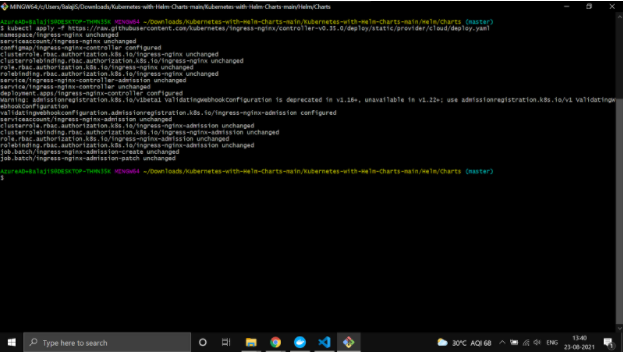 MINGW64:/c/Users/BalajiS/Downloads/Kubernetes-with-Helm-Charts-main/Kubernetes-with-Helm-Charts-main/Helm/Charts
MINGW64 ~/Downloads/Kubernetes-with-Helm-Charts-main/Kubernetes-with-Helm-Charts-main/Helm/Charts (master)
$ kubectl apply -f https://raw.githubusercontent.com/kubernetes/ingress-nginx/controller-v0.35.0/deploy/static/provider/cloud/deploy.yaml
namespace/ingress-nginx unchanged
serviceaccount/ingress-nginx unchanged
configmap/ingress-nginx-controller configured
clusterrole.rbac.authorization.k8s.io/ingress-nginx unchanged
clusterrolebinding.rbac.authorization.k8s.io/ingress-nginx unchanged
role.rbac.authorization.k8s.io/ingress-nginx unchanged
rolebinding.rbac.authorization.k8s.io/ingress-nginx unchanged
service/ingress-nginx-controller-admission unchanged
service/ingress-nginx-controller unchanged
deployment.apps/ingress-nginx-controller configured
Warning: admissionregistration.k8s.io/v1beta1 ValidatingWebhookConfiguration is deprecated in v1.16+, unavailable in v1.22+; use admissionregistration.k8s.io/v1 ValidatingW
ebhookConfiguration
validatingwebhookconfiguration.admissionregistration.k8s.io/ingress-nginx-admission configured
serviceaccount/ingress-nginx-admission unchanged
clusterrole.rbac.authorization.k8s.io/ingress-nginx-admission unchanged
clusterrolebinding.rbac.authorization.k8s.io/ingress-nginx-admission unchanged
role.rbac.authorization.k8s.io/ingress-nginx-admission unchanged
rolebinding.rbac.authorization.k8s.io/ingress-nginx-admission unchanged
job.batch/ingress-nginx-admission-create unchanged
job.batch/ingress-nginx-admission-patch unchanged
MINGW64 ~/Downloads/Kubernetes-with-Helm-Charts-main/Kubernetes-with-Helm-Charts-main/Helm/Charts (master)
$
Type here to search
30°C AQI 68
ENG
13:40
23-08-2021